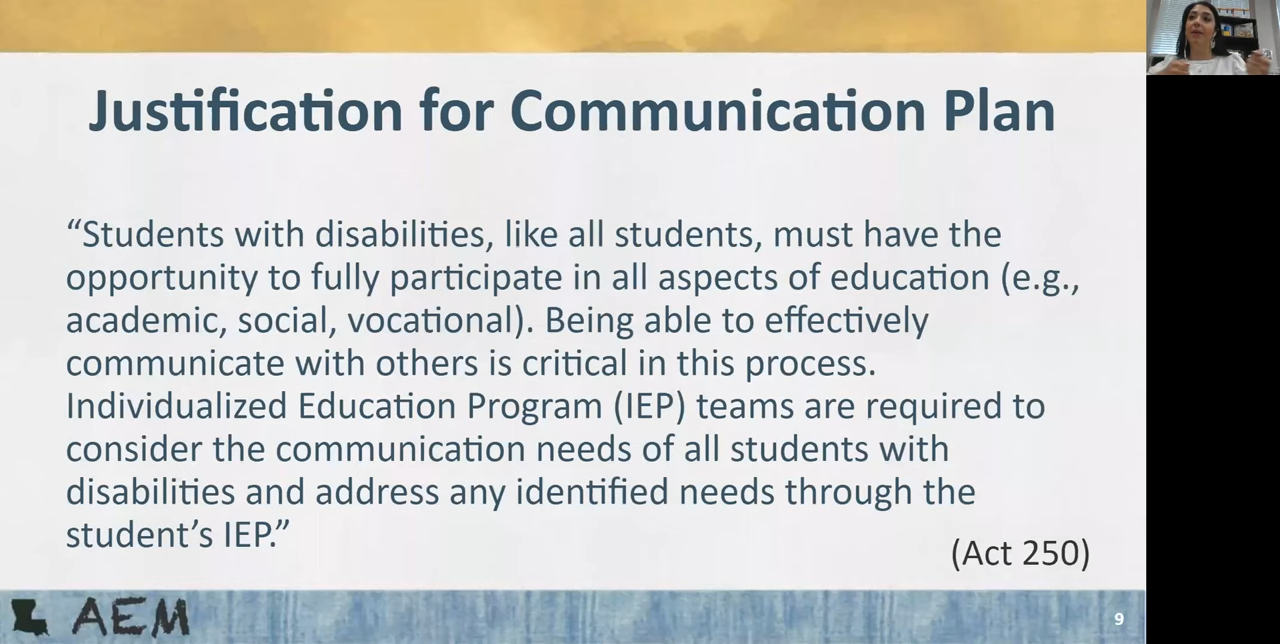 Justification for Communication Plan
“Students with disabilities, like all students, must have the
opportunity to fully participate in all aspects of education (e.g.,
academic, social, vocational). Being able to effectively
communicate with others is critical in this process.
Individualized Education Program (IEP) teams are required to
consider the communication needs of all students with
disabilities and address any identified needs through the
student’s IEP.”
(Act 250)
AEM
9